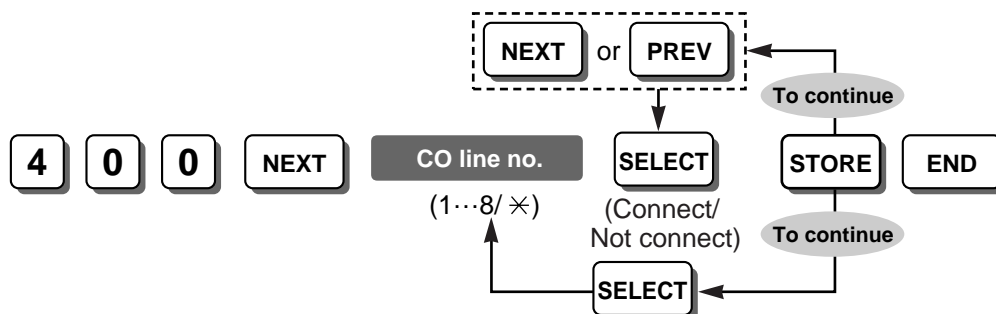 NEXT or PREV
To continue
4 0 0 NEXT CO line no. SELECT STORE END
(1···8/ ✳)
(Connect/
Not connect)
To continue
SELECT